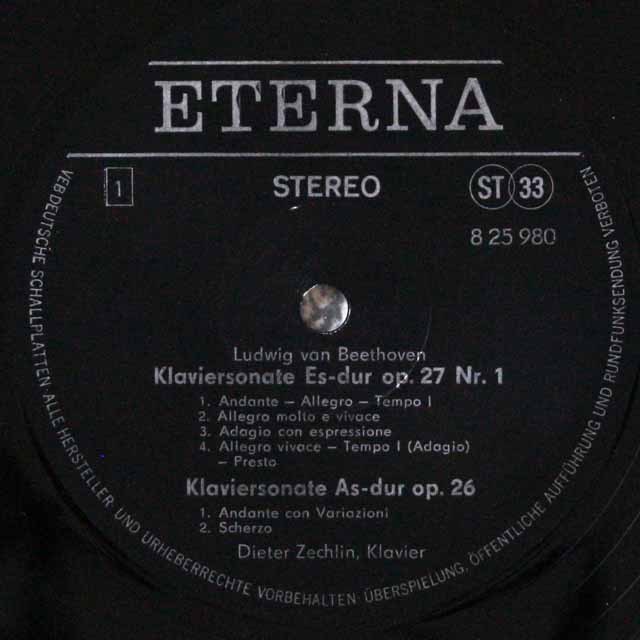 ETERNA
1
STEREO
ST 33
8 25 980
Ludwig van Beethoven
Klaviersonate Es-dur op. 27 Nr. 1
1. Andante – Allegro – Tempo I
2. Allegro molto e vivace
3. Adagio con espressione
4. Allegro vivace – Tempo I (Adagio)
– Presto
Klaviersonate As-dur op. 26
1. Andante con Variazioni
2. Scherzo
Dieter Zechlin, Klavier
VEB DEUTSCHE SCHALLPLATTEN ALLE HERSTELLER UND URHEBERRECHTE VORBEHALTEN ÜBERSPIELUNG, ÖFFENTLICHE AUFFÜHRUNG UND RUNDFUNKSENDUNG VERBOTEN